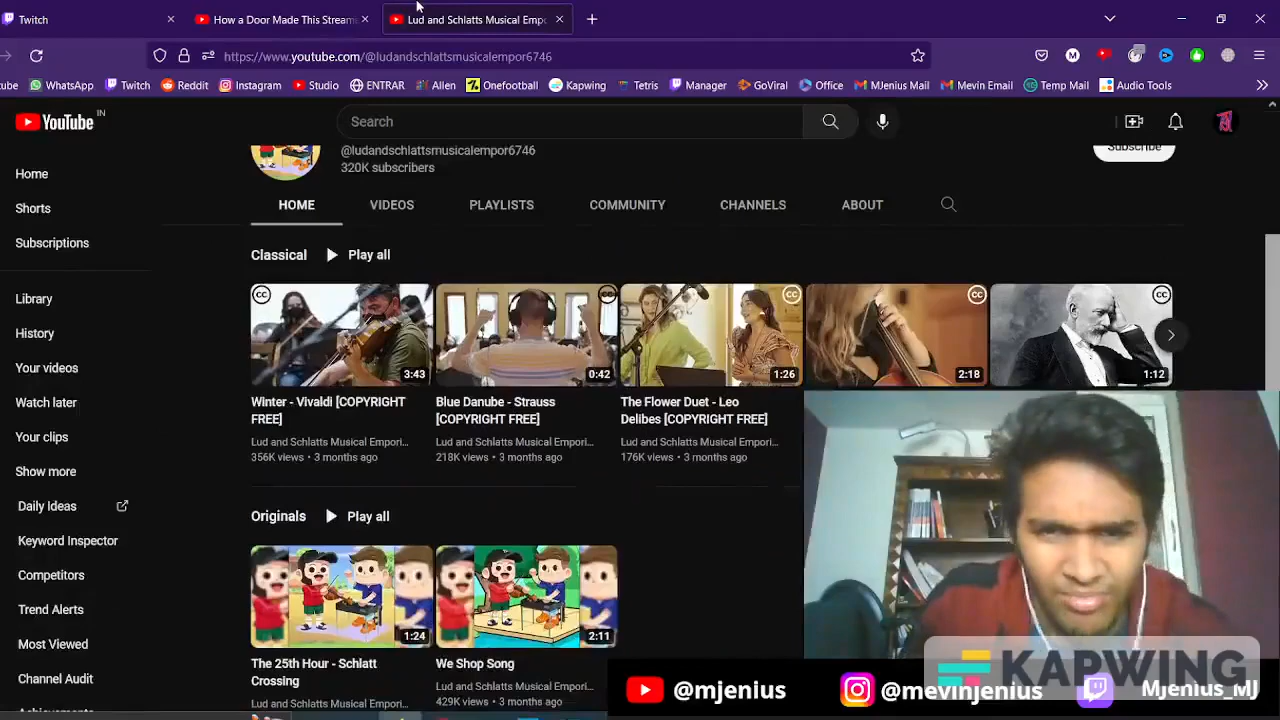 Twitch
How a Door Made This Stream
Lud and Schlatts Musical Emp
https://www.youtube.com/@ludandschlattsmusicalempor6746
ube WhatsApp Twitch Reddit Instagram Studio ENTRAR Allen Onefootball Kapwing Tetris Manager GoViral Office MJenius Mail Mevin Email Temp Mail Audio Tools
YouTube IN
Search
@ludandschlattsmusicalempor6746
320K subscribers
Subscribe
HOME VIDEOS PLAYLISTS COMMUNITY CHANNELS ABOUT
Home
Shorts
Subscriptions
Library
History
Your videos
Watch later
Your clips
Show more
Daily Ideas
Keyword Inspector
Competitors
Trend Alerts
Most Viewed
Channel Audit
Classical Play all
CC CC CC CC CC
3:43 0:42 1:26 2:18 1:12
Winter - Vivaldi [COPYRIGHT
FREE]
Lud and Schlatts Musical Empori...
356K views • 3 months ago
Blue Danube - Strauss
[COPYRIGHT FREE]
Lud and Schlatts Musical Empori...
218K views • 3 months ago
The Flower Duet - Leo
Delibes [COPYRIGHT FREE]
Lud and Schlatts Musical Empori...
176K views • 3 months ago
Originals Play all
1:24 2:11
The 25th Hour - Schlatt
Crossing
Lud and Schlatts Musical Empori...
We Shop Song
Lud and Schlatts Musical Empori...
429K views • 3 months ago
KAPWING
@mjenius @mevinjenius Mjenius_MJ